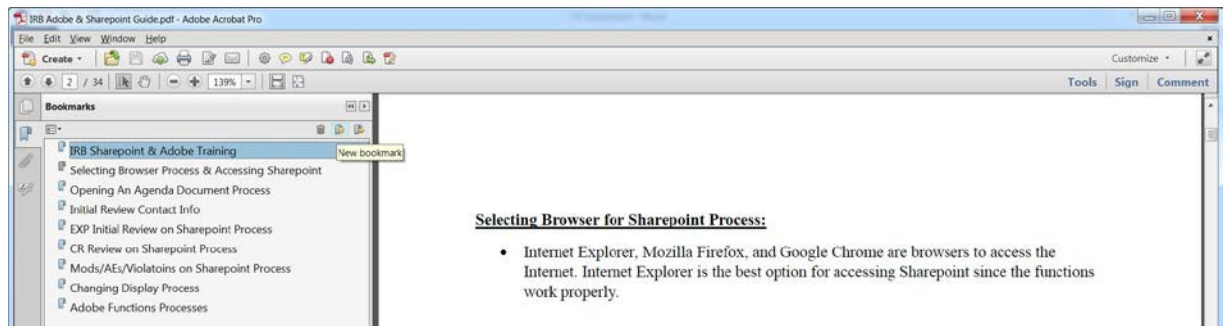 IRB Adobe & Sharepoint Guide.pdf - Adobe Acrobat Pro
File Edit View Window Help
Create Customize
2 / 34 139% Tools Sign Comment
Bookmarks
New bookmark
IRB Sharepoint & Adobe Training
Selecting Browser Process & Accessing Sharepoint
Opening An Agenda Document Process
Initial Review Contact Info
EXP Initial Review on Sharepoint Process
CR Review on Sharepoint Process
Mods/AEs/Violatoins on Sharepoint Process
Changing Display Process
Adobe Functions Processes
Selecting Browser for Sharepoint Process:
• Internet Explorer, Mozilla Firefox, and Google Chrome are browsers to access the
Internet. Internet Explorer is the best option for accessing Sharepoint since the functions
work properly.